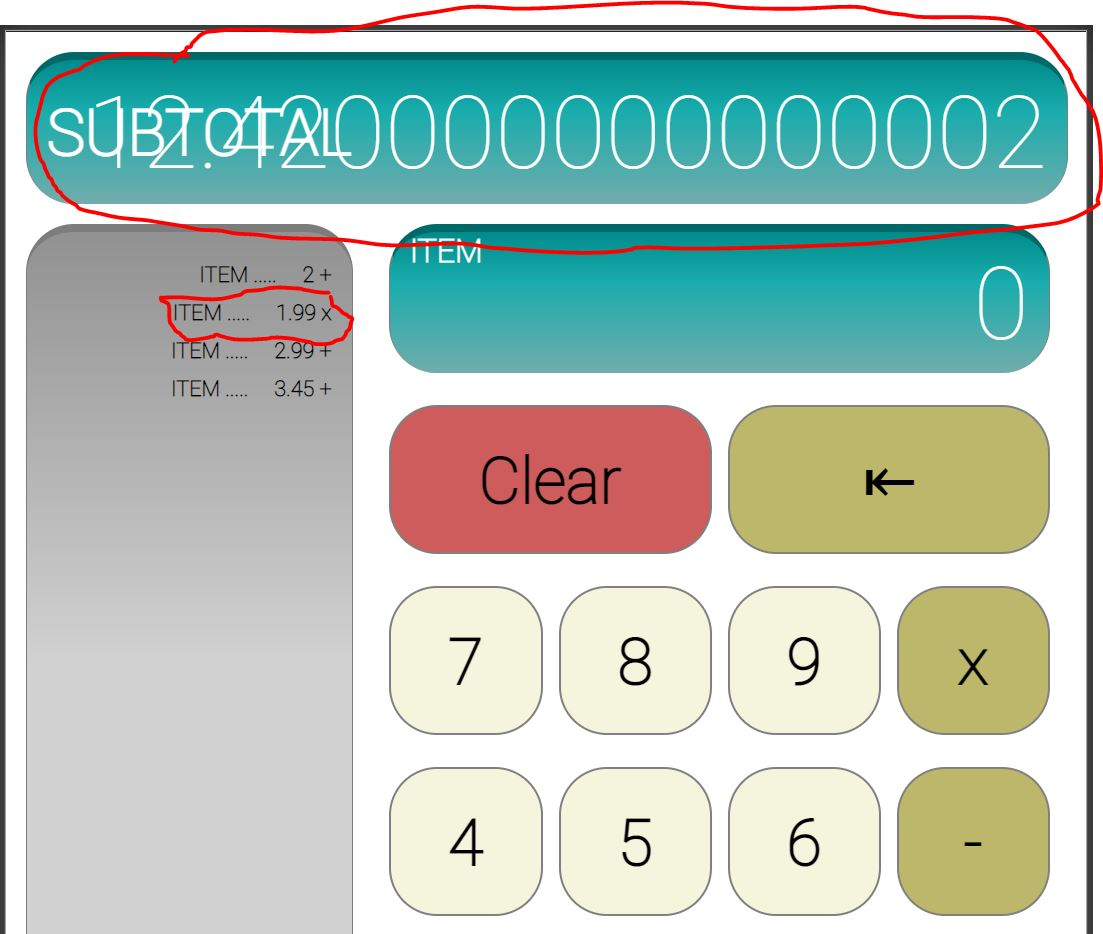 SUBTOTAL 12.420000000000002
ITEM ..... 2 +
ITEM ..... 1.99 x
ITEM ..... 2.99 +
ITEM ..... 3.45 +
ITEM
0
Clear ⇤
7 8 9 x
4 5 6 -